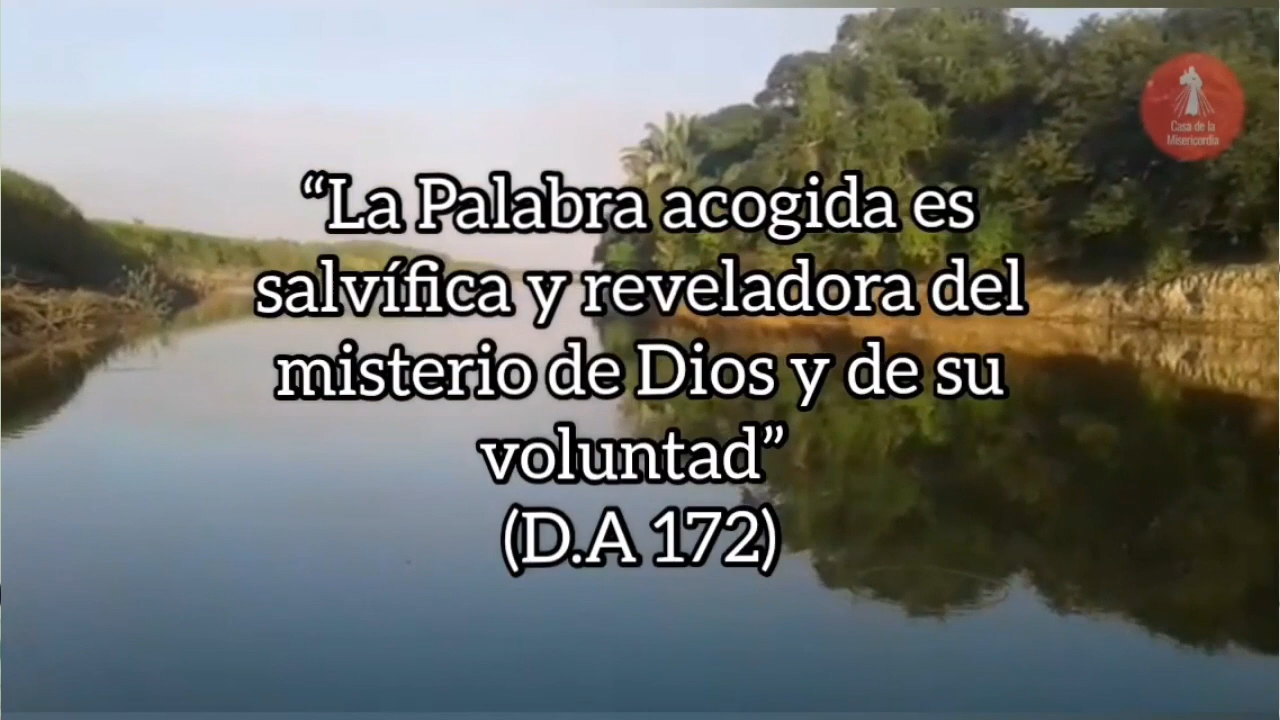 “La Palabra acogida es
salvífica y reveladora del
misterio de Dios y de su
voluntad”
(D.A 172)
Casa de la
Misericordia